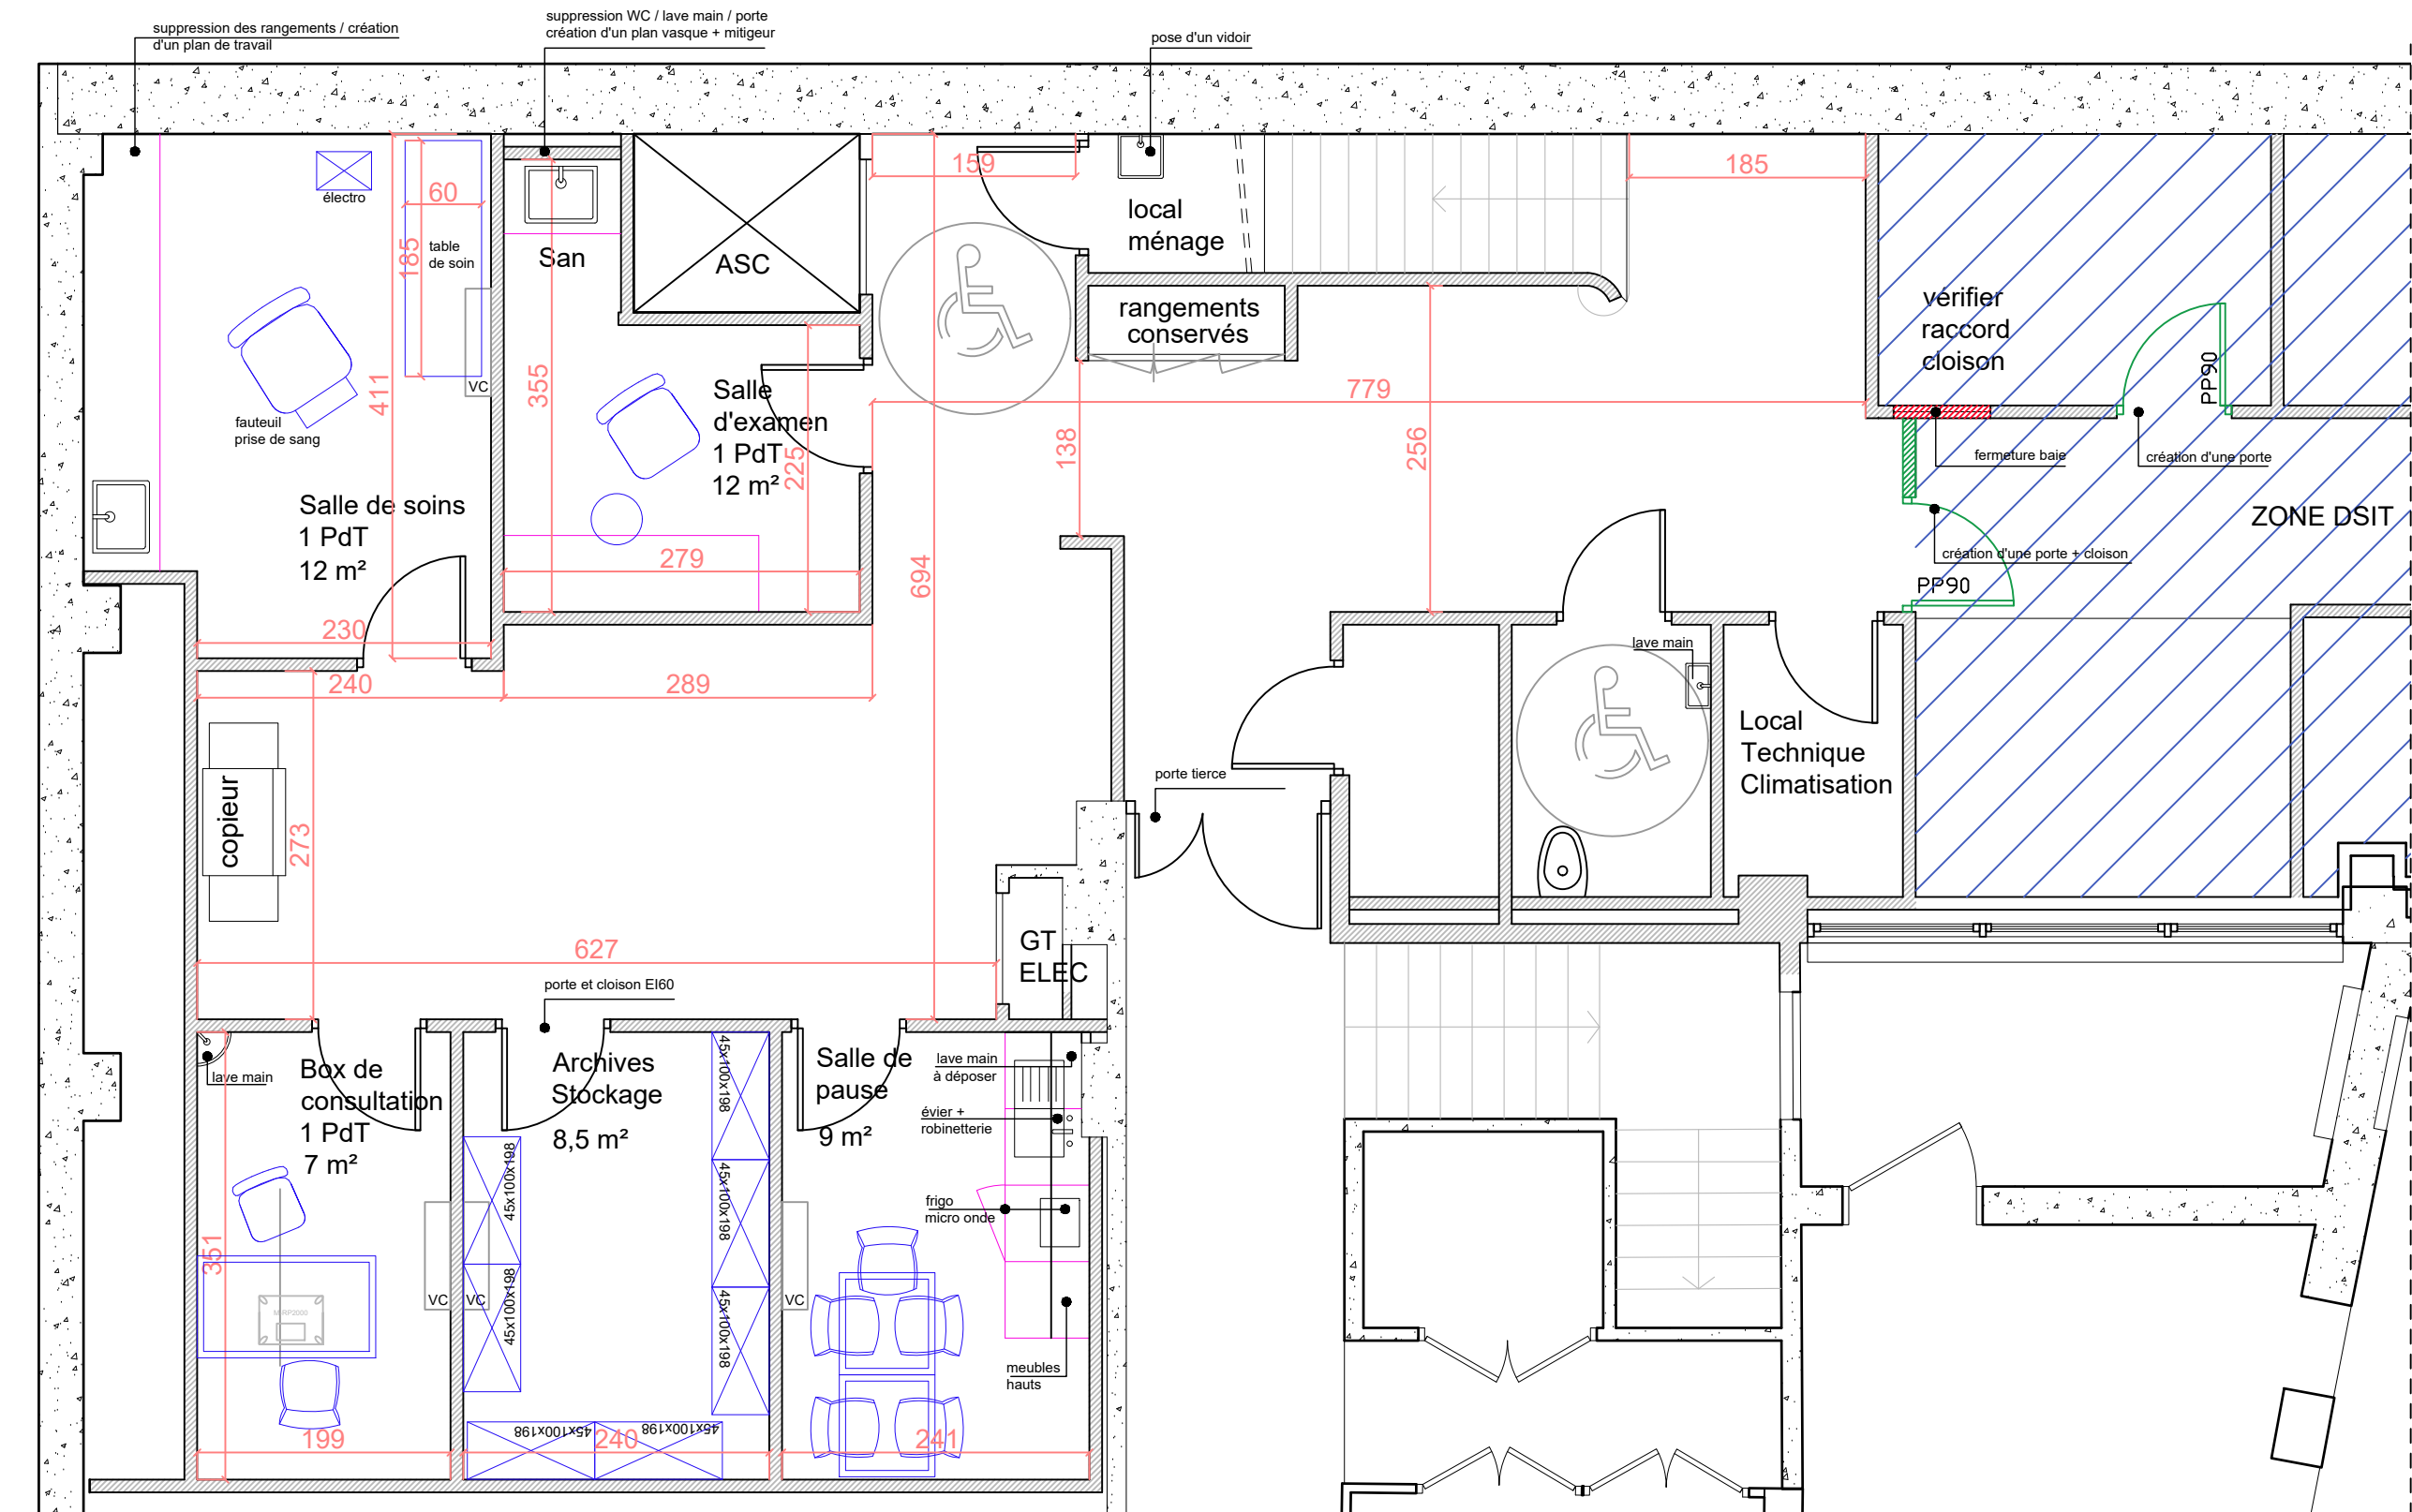 suppression des rangements / création
d'un plan de travail
suppression WC / lave main / porte
création d'un plan vasque + mitigeur
pose d'un vidoir
159
185
60
électro
185
table
de soin
VC
San
ASC
local
ménage
rangements
conservés
vérifier
raccord
cloison
PP90
411
355
fauteuil
prise de sang
Salle
d'examen
1 PdT
12 m²
225
779
138
256
fermeture baie
création d'une porte
ZONE DSIT
Salle de soins
1 PdT
12 m²
279
694
création d'une porte + cloison
PP90
230
240
289
lave main
Local
Technique
Climatisation
porte tierce
copieur
273
627
GT
ELEC
porte et cloison EI60
lave main
Box de
consultation
1 PdT
7 m²
Archives
Stockage
8,5 m²
45x100x198
45x100x198
45x100x198
45x100x198
45x100x198
45x100x198
45x100x198
Salle de
pause
9 m²
lave main
à déposer
évier +
robinetterie
frigo
micro onde
meubles
hauts
351
VC
VC
VC
199
240
241